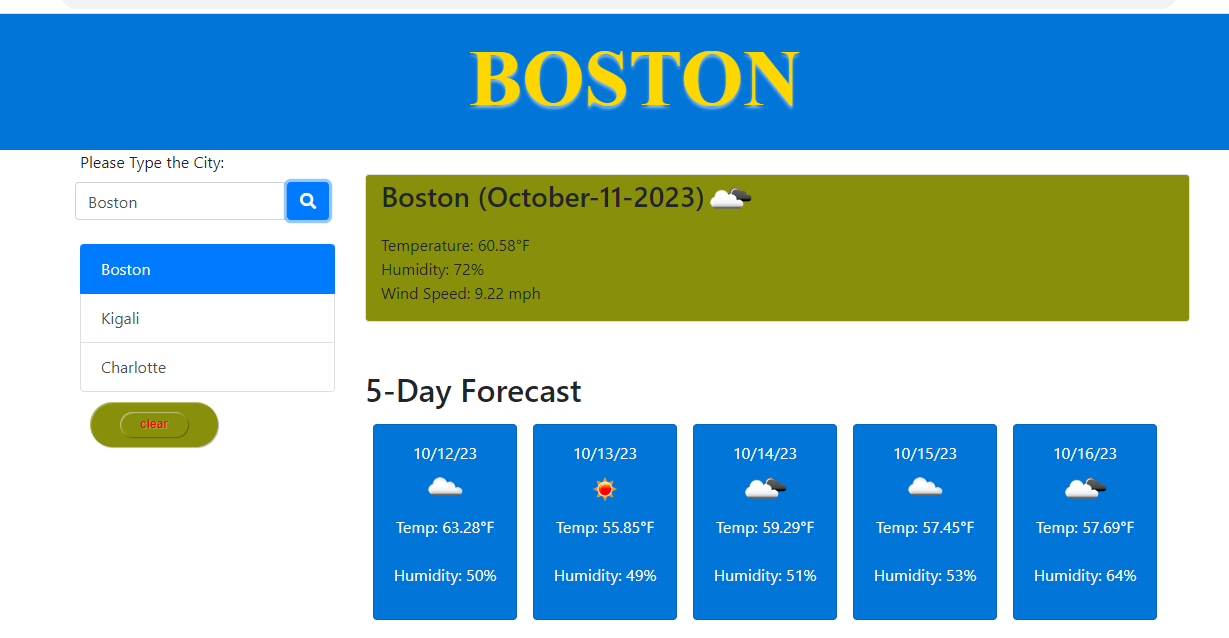 BOSTON
Please Type the City:
Boston
Boston
Kigali
Charlotte
clear
Boston (October-11-2023)
Temperature: 60.58°F
Humidity: 72%
Wind Speed: 9.22 mph
5-Day Forecast
10/12/23
Temp: 63.28°F
Humidity: 50%
10/13/23
Temp: 55.85°F
Humidity: 49%
10/14/23
Temp: 59.29°F
Humidity: 51%
10/15/23
Temp: 57.45°F
Humidity: 53%
10/16/23
Temp: 57.69°F
Humidity: 64%